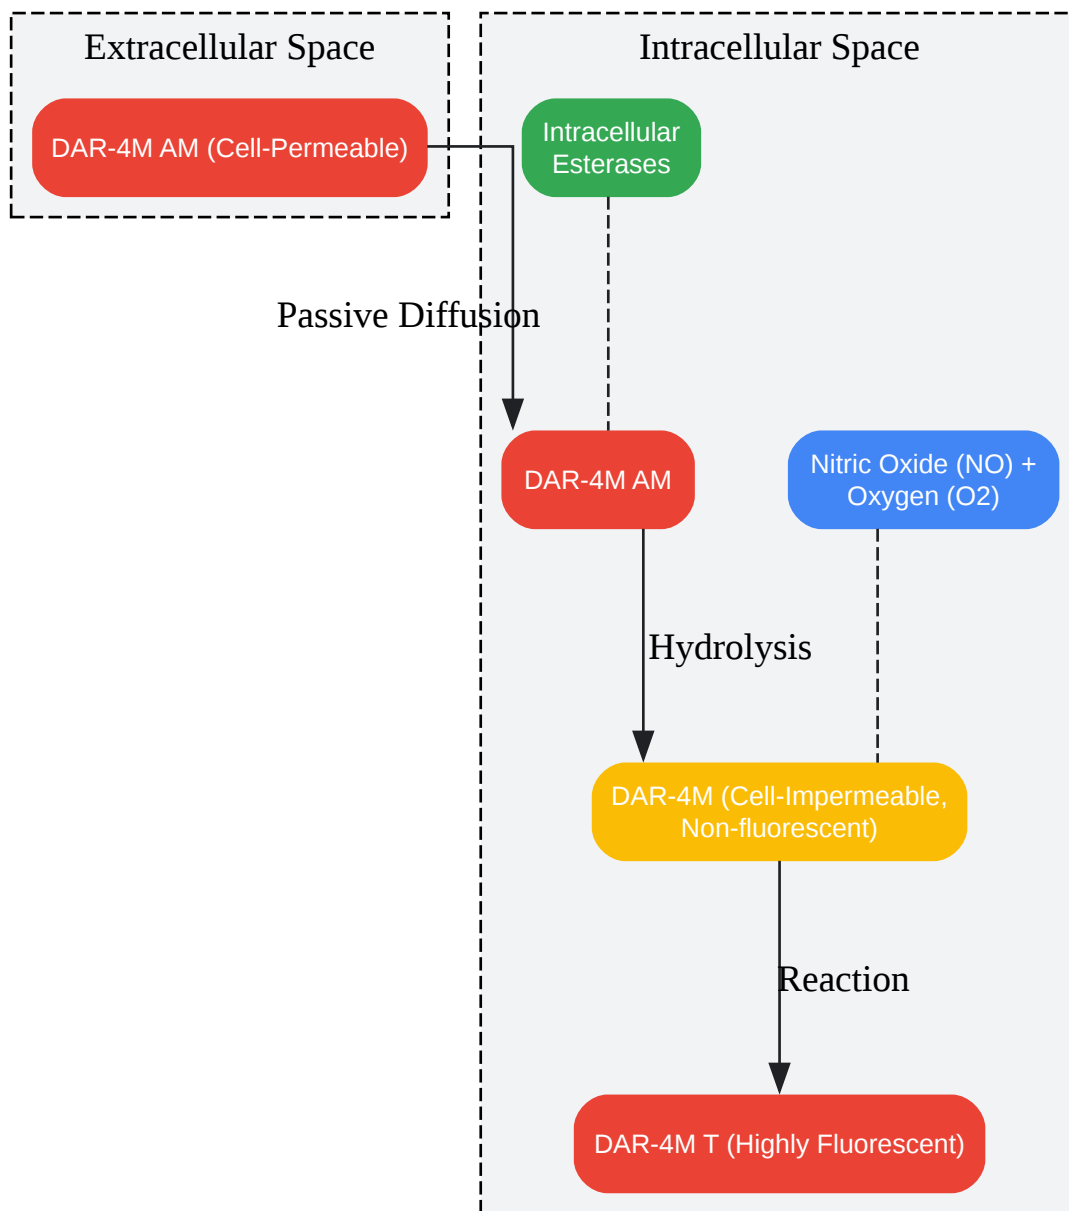 Extracellular Space
Intracellular Space
DAR-4M AM (Cell-Permeable)
Intracellular
Esterases
Passive Diffusion
DAR-4M AM
Nitric Oxide (NO) +
Oxygen (O2)
Hydrolysis
DAR-4M (Cell-Impermeable,
Non-fluorescent)
Reaction
DAR-4M T (Highly Fluorescent)